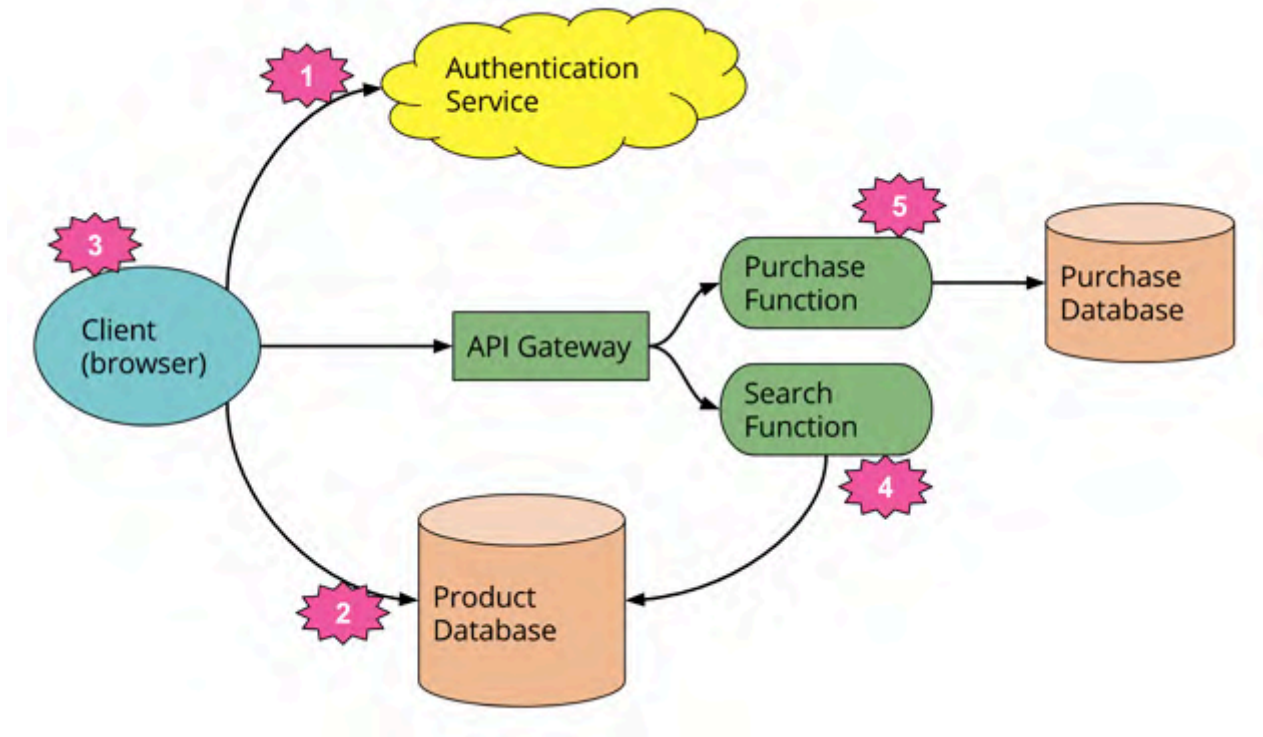 1
Authentication
Service
3
Client
(browser)
API Gateway
5
Purchase
Function
Purchase
Database
Search
Function
4
2
Product
Database